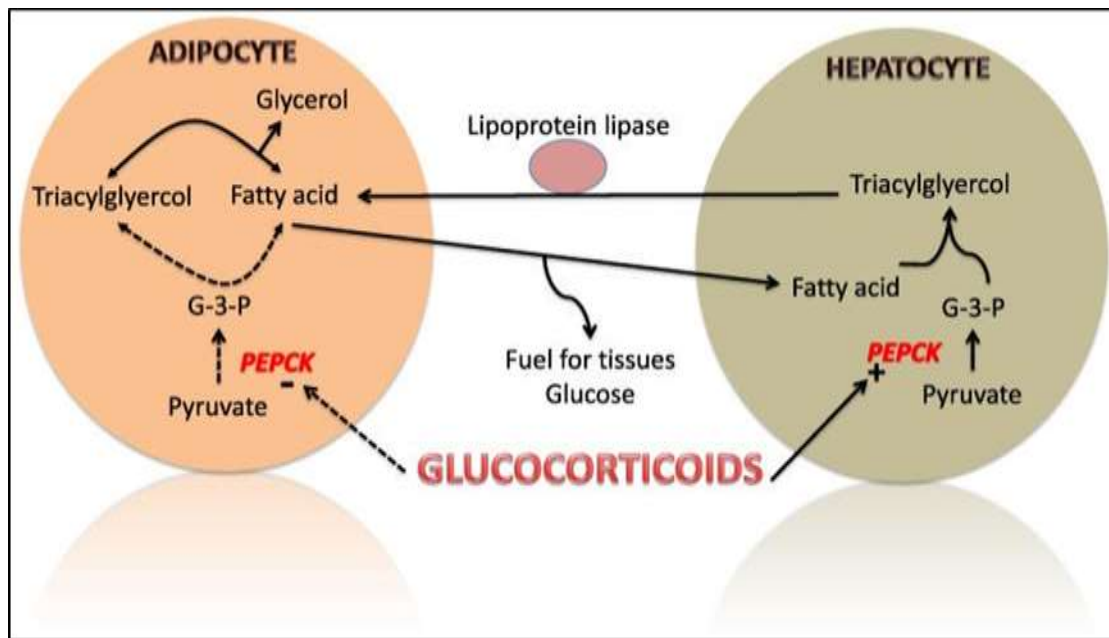 ADIPOCYTE
Glycerol
Triacylglyercol
Fatty acid
G-3-P
PEPCK
-
Pyruvate
Lipoprotein lipase
Fuel for tissues
Glucose
GLUCOCORTICOIDS
HEPATOCYTE
Triacylglyercol
Fatty acid
G-3-P
PEPCK
+
Pyruvate